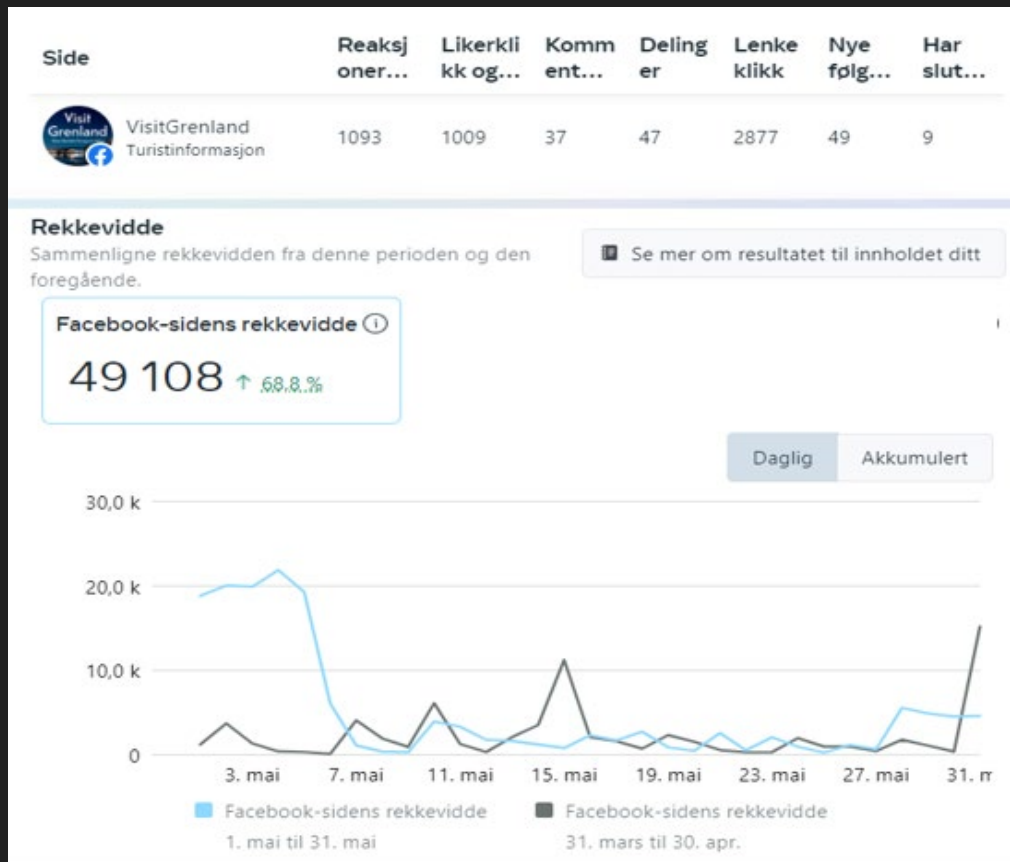 Side
Reaksj
oner...
Likerkli
kk og...
Komm
ent...
Deling
er
Lenke
klikk
Nye
følg...
Har
slut...
Visit
Grenland
VisitGrenland
Turistinformasjon
1093 1009 37 47 2877 49 9
Rekkevidde
Sammenligne rekkevidden fra denne perioden og den
foregående.
Se mer om resultatet til innholdet ditt
Facebook-sidens rekkevidde
49 108 ↑ 68,8 %
Daglig Akkumulert
30,0 k
20,0 k
10,0 k
0
3. mai 7. mai 11. mai 15. mai 19. mai 23. mai 27. mai 31. m
Facebook-sidens rekkevidde
1. mai til 31. mai
Facebook-sidens rekkevidde
31. mars til 30. apr.